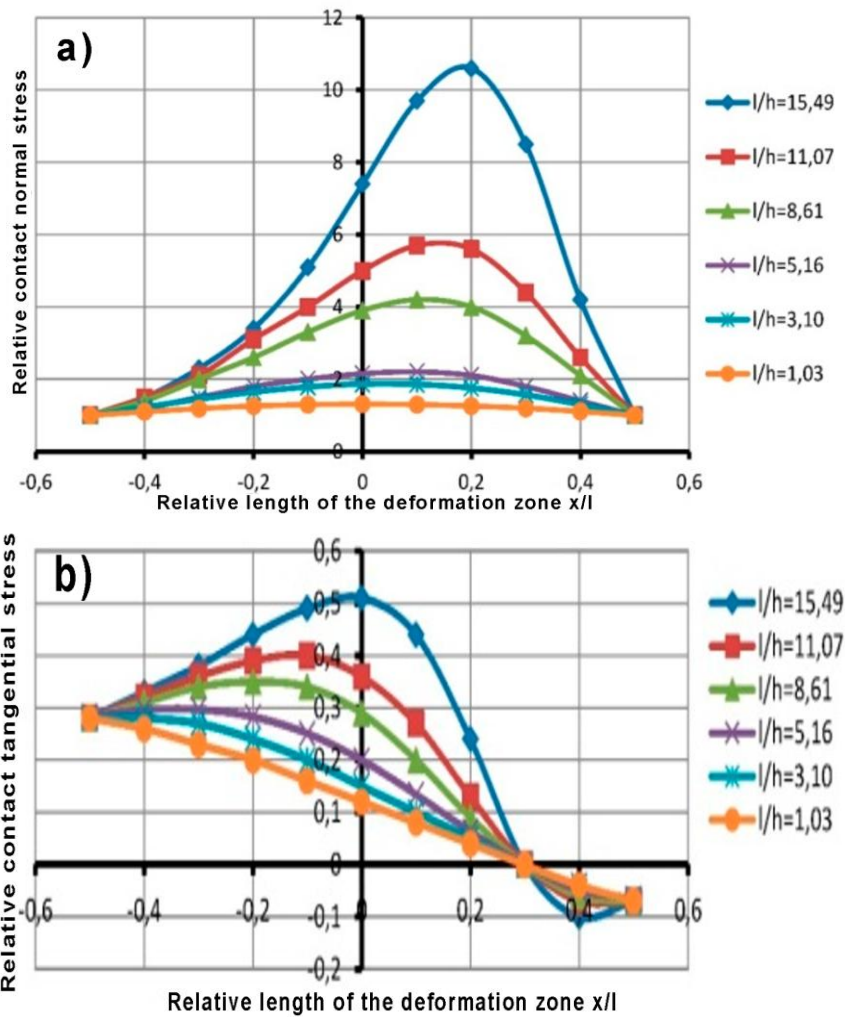 a)
Relative contact normal stress
12
10
8
6
4
2
0
-0,6 -0,4 -0,2 0 0,2 0,4 0,6
Relative length of the deformation zone x/l
l/h=15,49
l/h=11,07
l/h=8,61
l/h=5,16
l/h=3,10
l/h=1,03
b)
Relative contact tangential stress
0,6
0,5
0,4
0,3
0,2
0,1
0
-0,1
-0,2
-0,6 -0,4 -0,2 0 0,2 0,4 0,6
Relative length of the deformation zone x/l
l/h=15,49
l/h=11,07
l/h=8,61
l/h=5,16
l/h=3,10
l/h=1,03